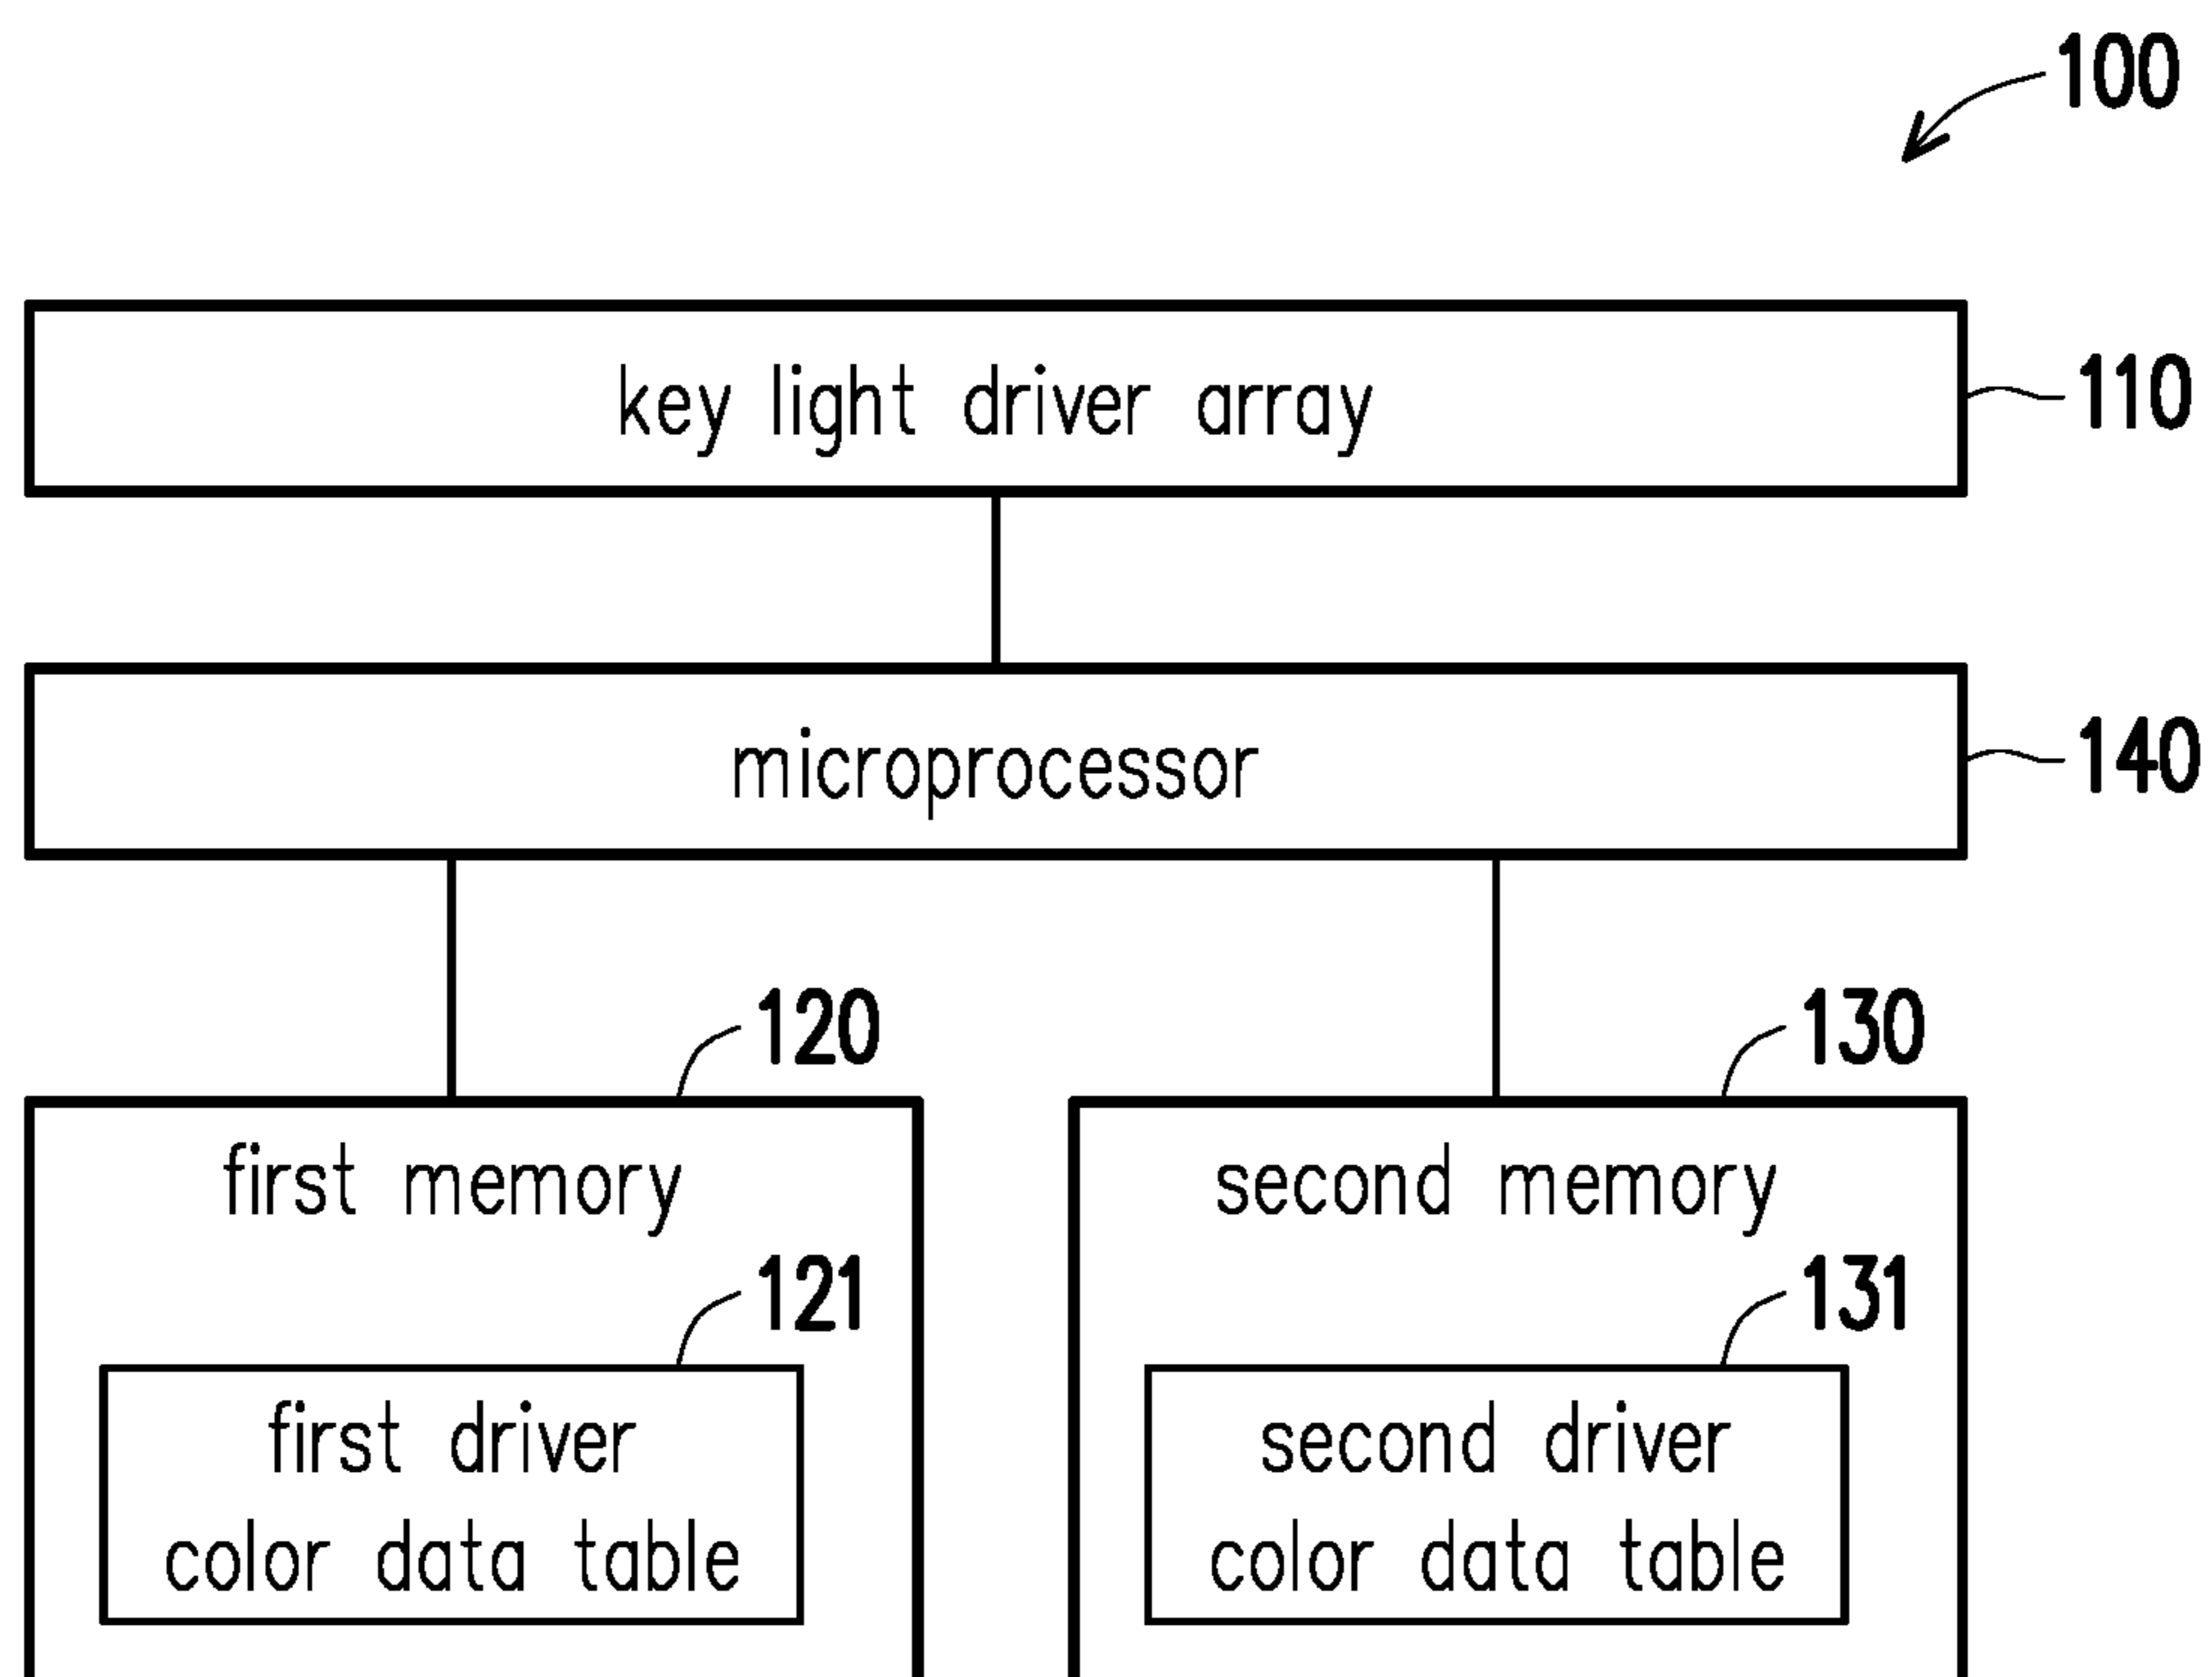 100
key light driver array
110
microprocessor
140
120
130
first memory
second memory
121
131
first driver
color data table
second driver
color data table